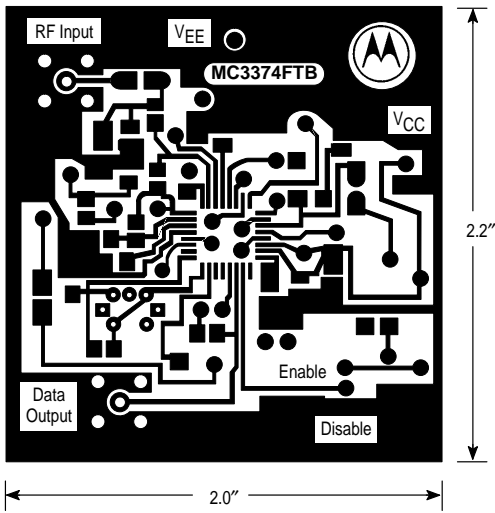 RF Input
VEE
MC3374FTB
VCC
2.2″
Enable
Data
Output
Disable
2.0″